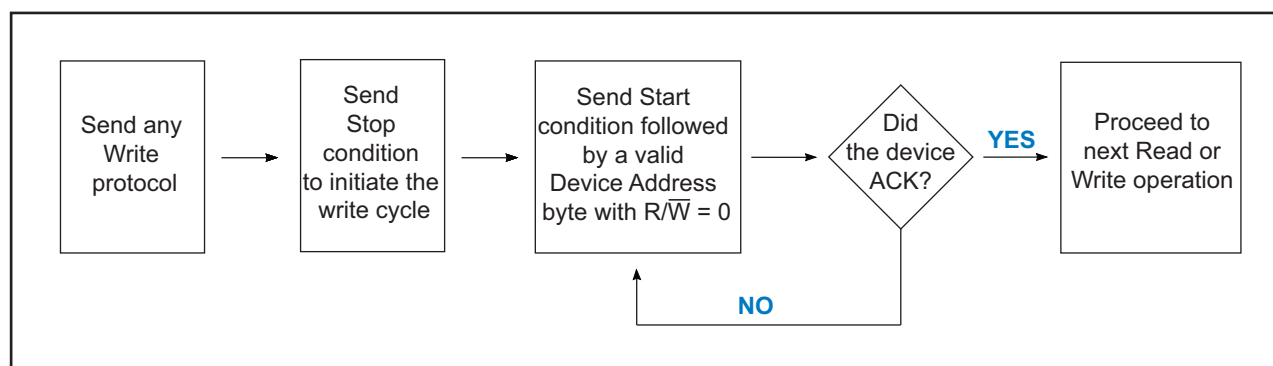 Send any
Write
protocol
Send
Stop
condition
to initiate the
write cycle
Send Start
condition followed
by a valid
Device Address
byte with R/W̅ = 0
Did
the device
ACK?
YES
Proceed to
next Read or
Write operation
NO